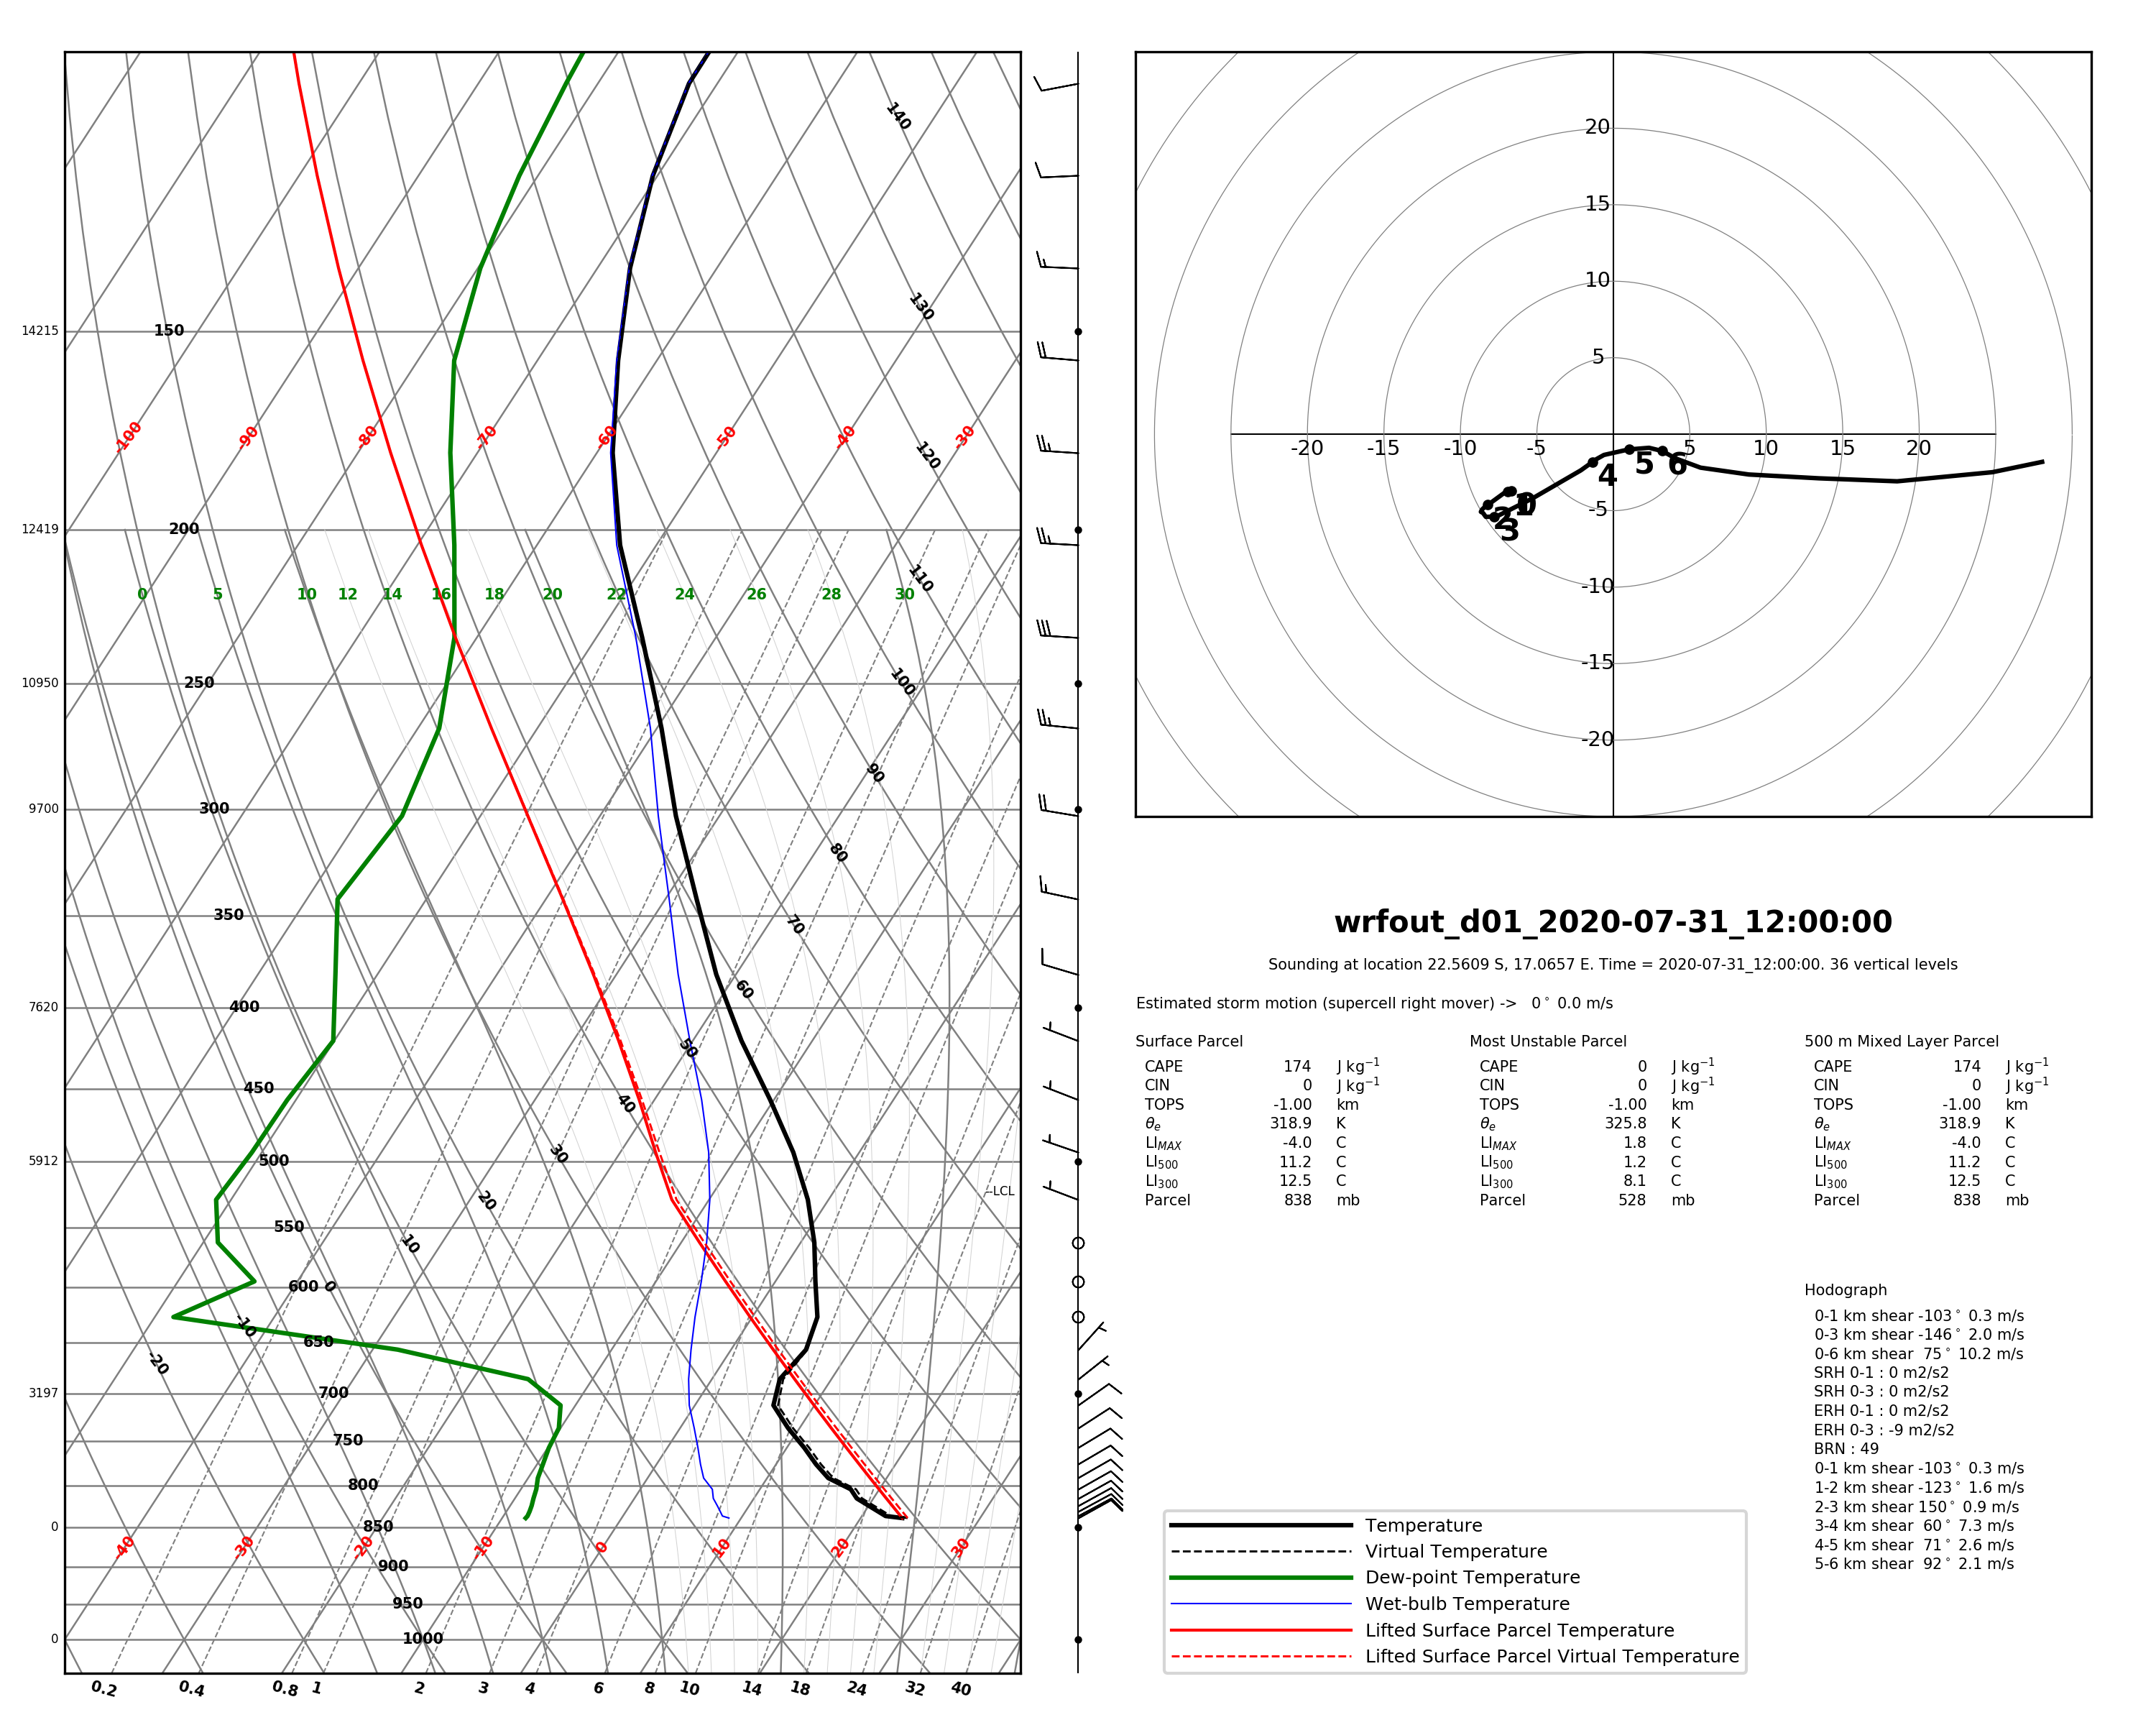 140
130
14215 150
-100 -90 -80 -70 -60 -50 -40 -30
120
12419 200
110
0 5 10 12 14 16 18 20 22 24 26 28 30
100
10950 250
90
9700 300
80
350
70
60
7620 400
50
450
40
5912 500
30
--LCL
20
550
10
600 0
-10
650
-20
3197 700
750
800
0 850
-40 -30 -20 -10 0 10 20 30
900
950
0 1000
0.2 0.4 0.8 1 2 3 4 6 8 10 14 18 24 32 40
20
15
10
5
-20 -15 -10 -5 5 10 15 20
4 5 6
0
1
2
3
-5
-10
-15
-20
wrfout_d01_2020-07-31_12:00:00
Sounding at location 22.5609 S, 17.0657 E. Time = 2020-07-31_12:00:00. 36 vertical levels
Estimated storm motion (supercell right mover) -> 0° 0.0 m/s
Surface Parcel
CAPE 174 J kg⁻¹
CIN 0 J kg⁻¹
TOPS -1.00 km
θe 318.9 K
LI_MAX -4.0 C
LI_500 11.2 C
LI_300 12.5 C
Parcel 838 mb
Most Unstable Parcel
CAPE 0 J kg⁻¹
CIN 0 J kg⁻¹
TOPS -1.00 km
θe 325.8 K
LI_MAX 1.8 C
LI_500 1.2 C
LI_300 8.1 C
Parcel 528 mb
500 m Mixed Layer Parcel
CAPE 174 J kg⁻¹
CIN 0 J kg⁻¹
TOPS -1.00 km
θe 318.9 K
LI_MAX -4.0 C
LI_500 11.2 C
LI_300 12.5 C
Parcel 838 mb
Hodograph
0-1 km shear -103° 0.3 m/s
0-3 km shear -146° 2.0 m/s
0-6 km shear 75° 10.2 m/s
SRH 0-1 : 0 m2/s2
SRH 0-3 : 0 m2/s2
ERH 0-1 : 0 m2/s2
ERH 0-3 : -9 m2/s2
BRN : 49
0-1 km shear -103° 0.3 m/s
1-2 km shear -123° 1.6 m/s
2-3 km shear 150° 0.9 m/s
3-4 km shear 60° 7.3 m/s
4-5 km shear 71° 2.6 m/s
5-6 km shear 92° 2.1 m/s
Temperature
Virtual Temperature
Dew-point Temperature
Wet-bulb Temperature
Lifted Surface Parcel Temperature
Lifted Surface Parcel Virtual Temperature